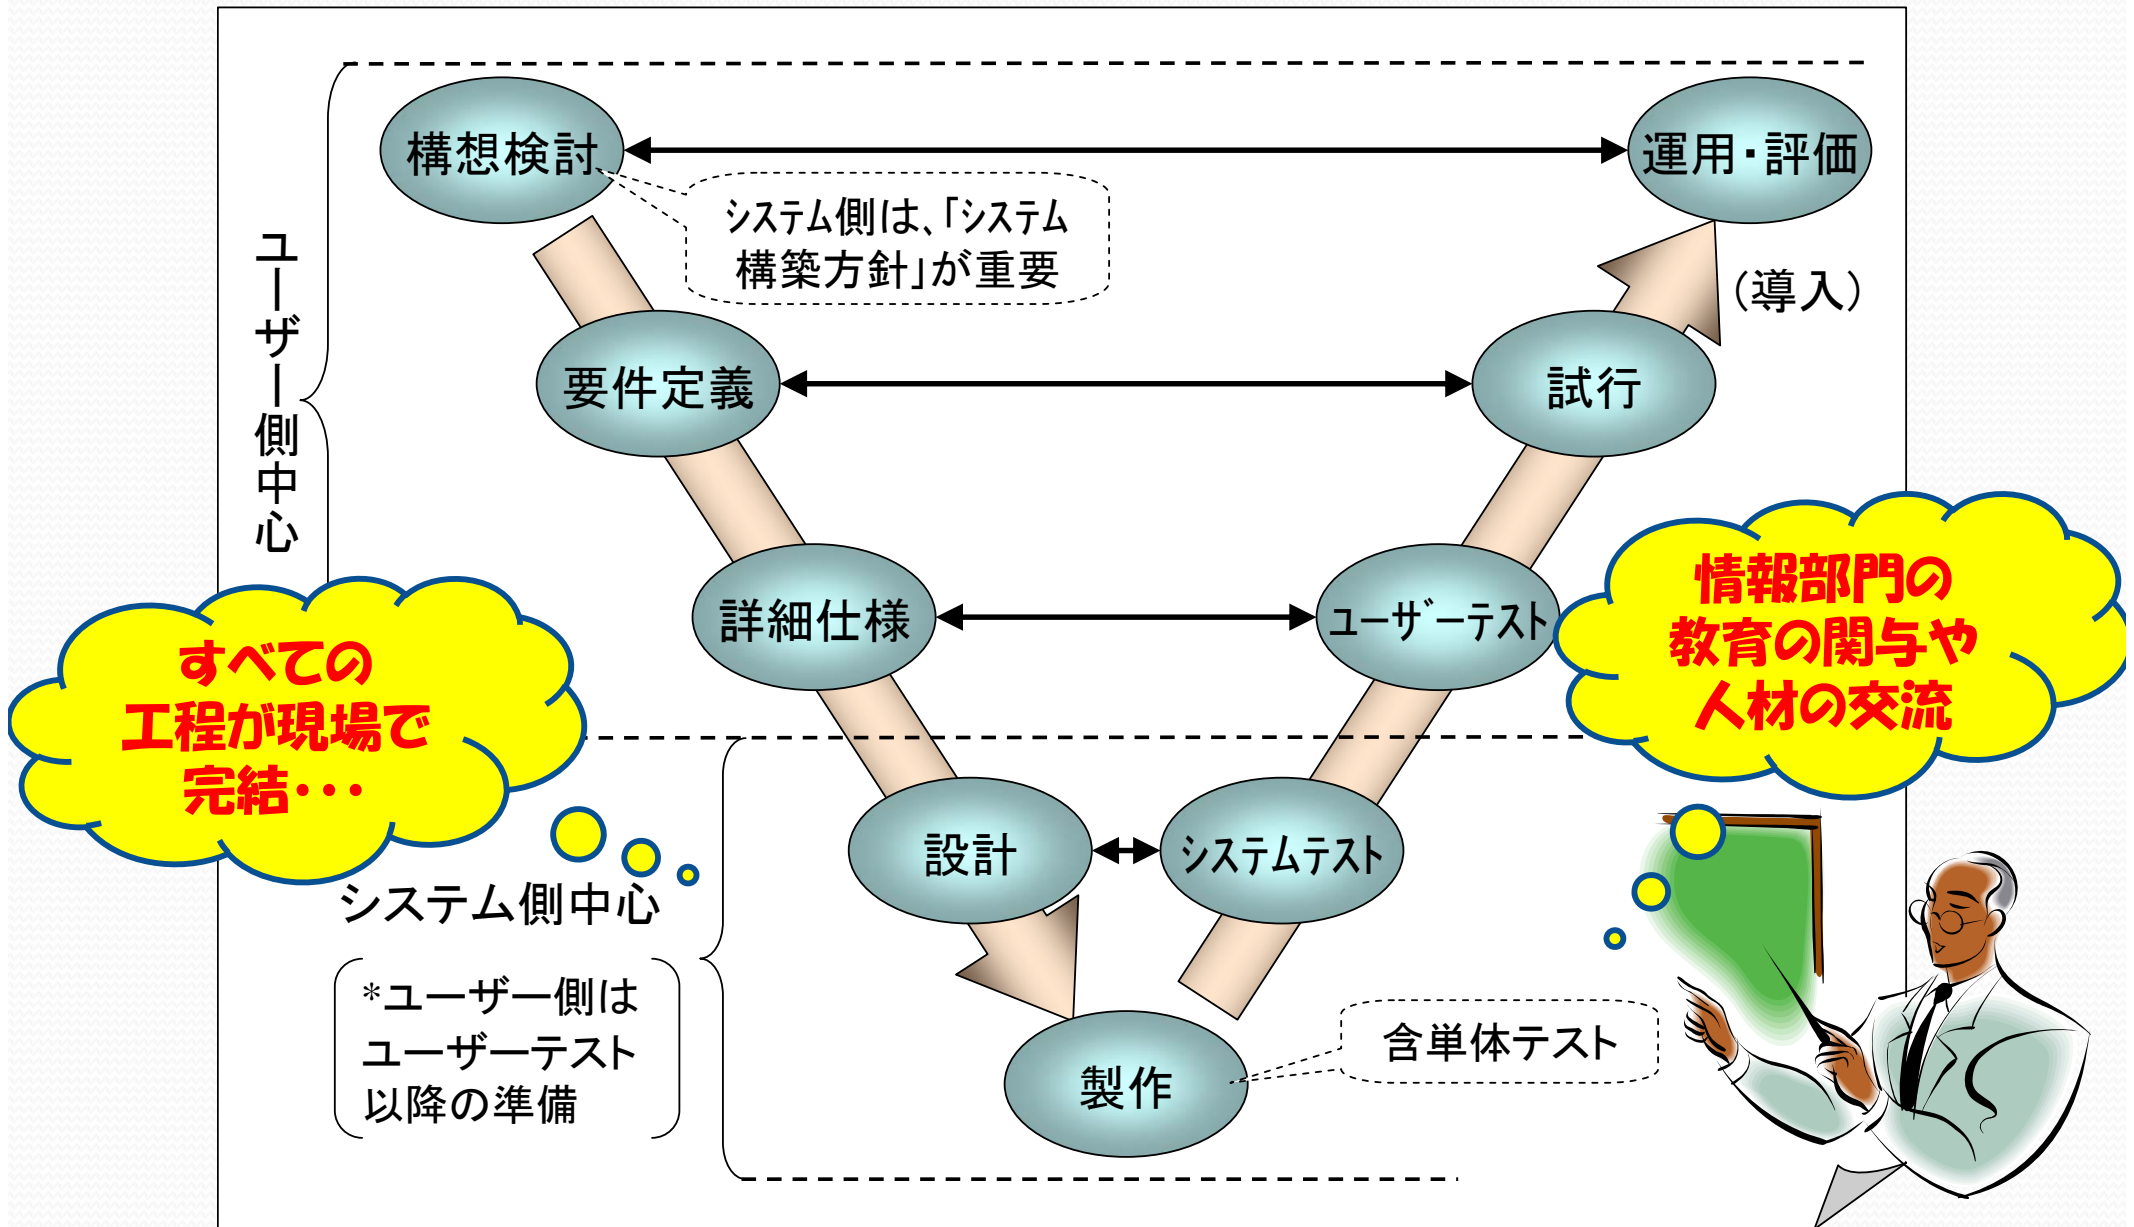 構想検討
運用・評価
システム側は、「システム
構築方針」が重要
ユーザー側中心
(導入)
要件定義
試行
詳細仕様
ユーザーテスト
情報部門の
教育の関与や
人材の交流
すべての
工程が現場で
完結・・・
設計
システムテスト
システム側中心
*ユーザー側は
ユーザーテスト
以降の準備
含単体テスト
製作